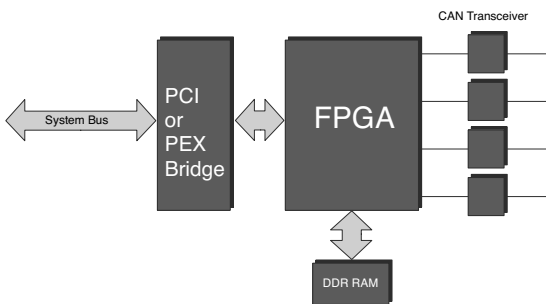 CAN Transceiver
PCI
or
PEX
Bridge
System Bus
FPGA
DDR RAM